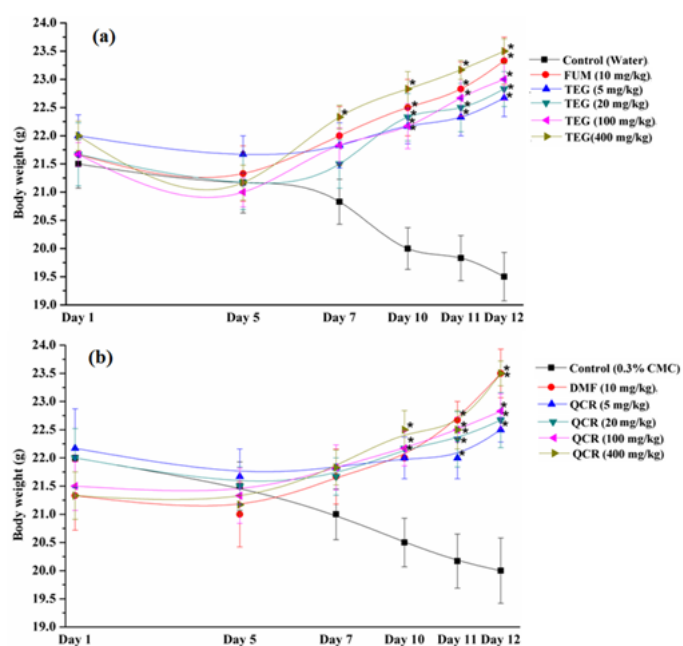 (a)
24.0
23.5
23.0
22.5
22.0
21.5
21.0
20.5
20.0
19.5
19.0
Body weight (g)
Day 1 Day 5 Day 7 Day 10 Day 11 Day 12
Control (Water)
FUM (10 mg/kg)
TEG (5 mg/kg)
TEG (20 mg/kg)
TEG (100 mg/kg)
TEG(400 mg/kg)
(b)
24.0
23.5
23.0
22.5
22.0
21.5
21.0
20.5
20.0
19.5
19.0
Body weight (g)
Day 1 Day 5 Day 7 Day 10 Day 11 Day 12
Control (0.3% CMC)
DMF (10 mg/kg)
QCR (5 mg/kg)
QCR (20 mg/kg)
QCR (100 mg/kg)
QCR (400 mg/kg)